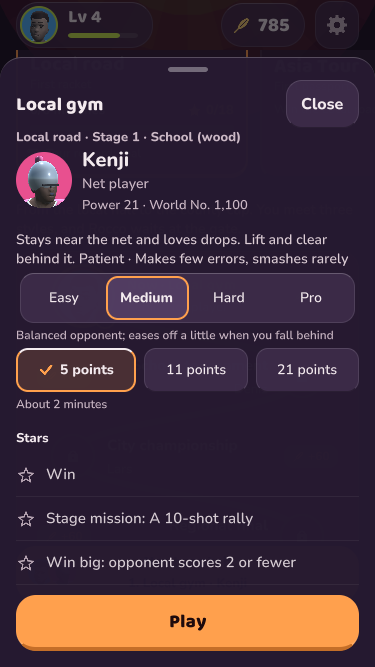 Lv 4
785
Local gym
Close
Local road · Stage 1 · School (wood)
Kenji
Net player
Power 21 · World No. 1,100
Stays near the net and loves drops. Lift and clear
behind it. Patient · Makes few errors, smashes rarely
Easy
Medium
Hard
Pro
Balanced opponent; eases off a little when you fall behind
5 points
11 points
21 points
About 2 minutes
Stars
Win
Stage mission: A 10-shot rally
Win big: opponent scores 2 or fewer
Play